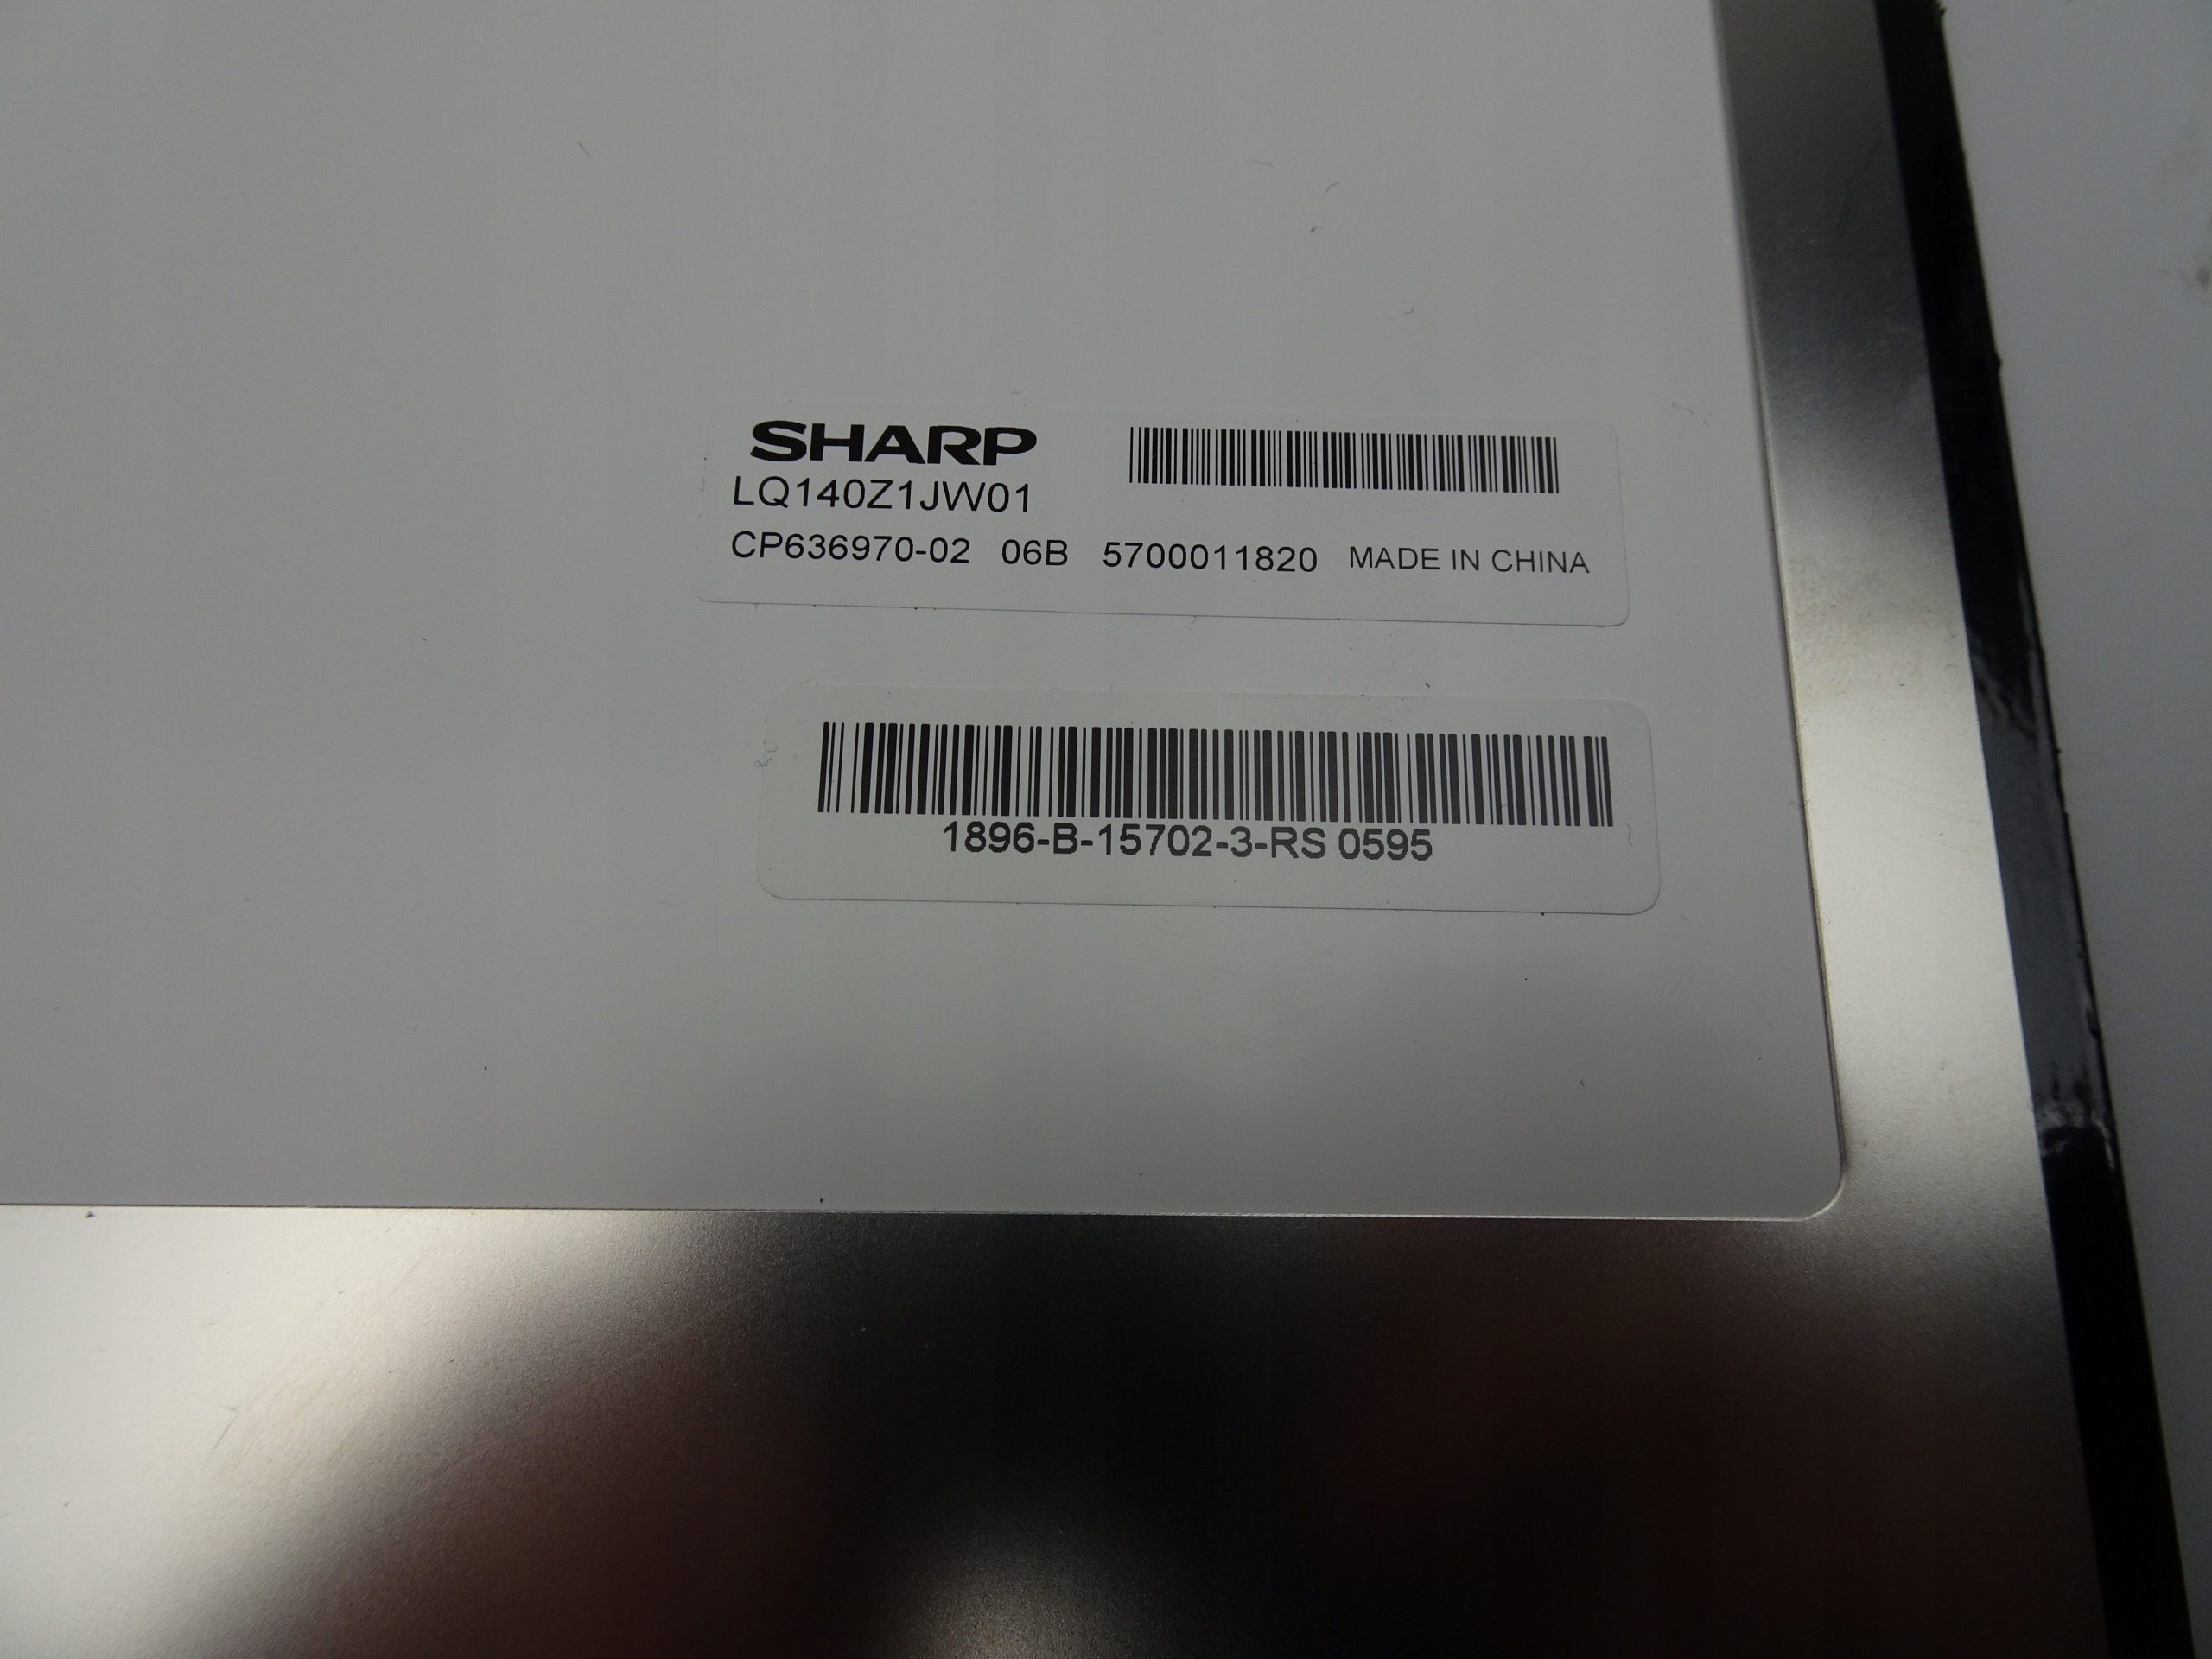 SHARP
LQ140Z1JW01
CP636970-02 06B 5700011820 MADE IN CHINA
1896-B-15702-3-RS 0595